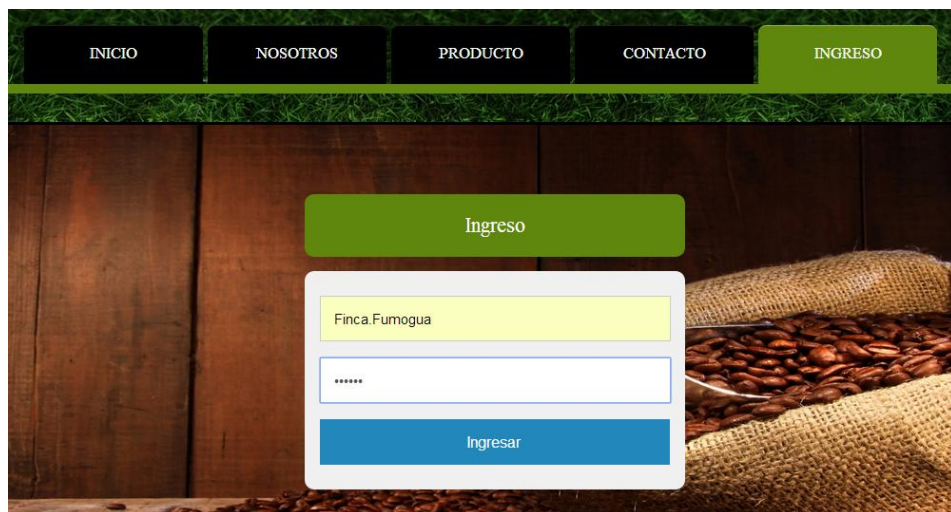 INICIO
NOSOTROS
PRODUCTO
CONTACTO
INGRESO
Ingreso
Finca.Fumogua
••••••
Ingresar